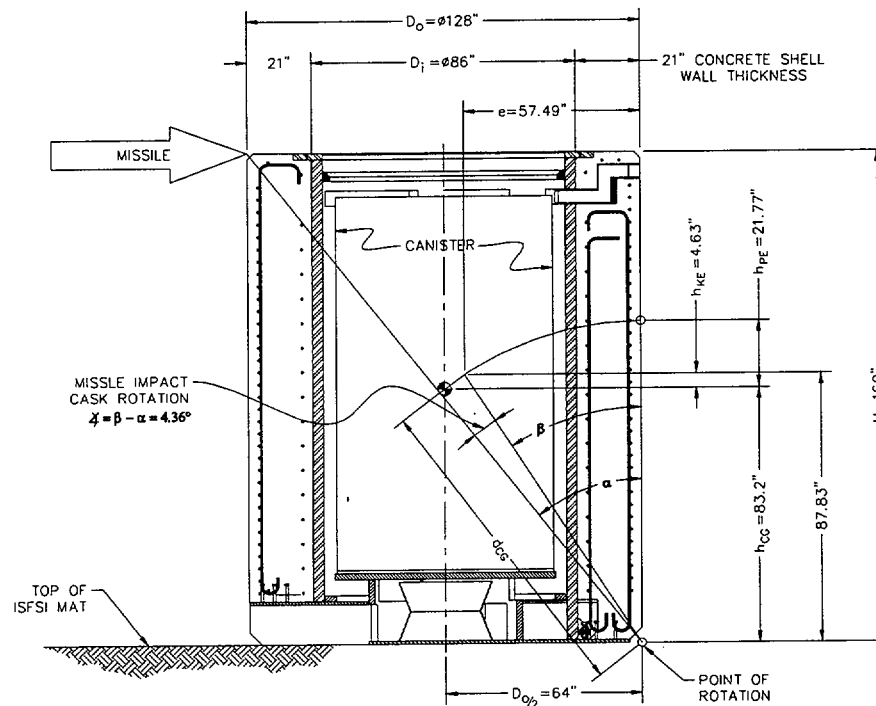 Dₒ=ø128"
21"
Dᵢ=ø86"
21" CONCRETE SHELL
WALL THICKNESS
e=57.49"
MISSILE
CANISTER
h_KE=4.63"
h_PE=21.77"
MISSLE IMPACT
CASK ROTATION
∡=β−α=4.36°
β
α
d_CG
h_CG=83.2"
87.83"
TOP OF
ISFSI MAT
D_O/2=64"
POINT OF
ROTATION